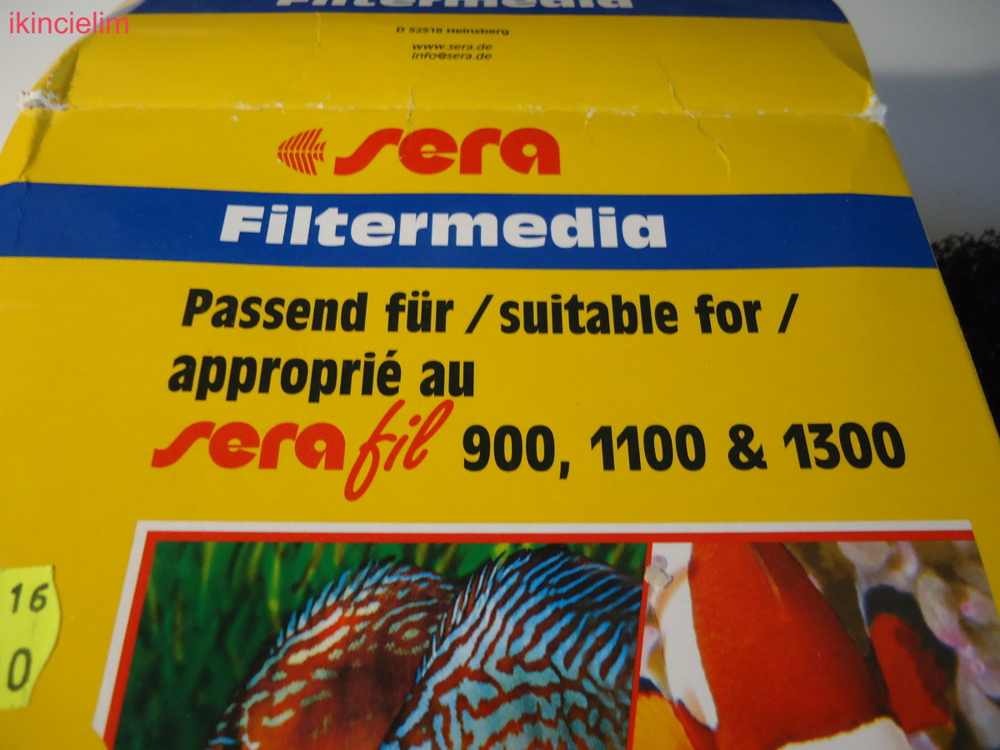 ikincielim
Filtermedia
D 52518 Heinsberg
www.sera.de
info@sera.de
sera
Filtermedia
Passend für / suitable for /
approprié au
sera fil 900, 1100 & 1300
16
0